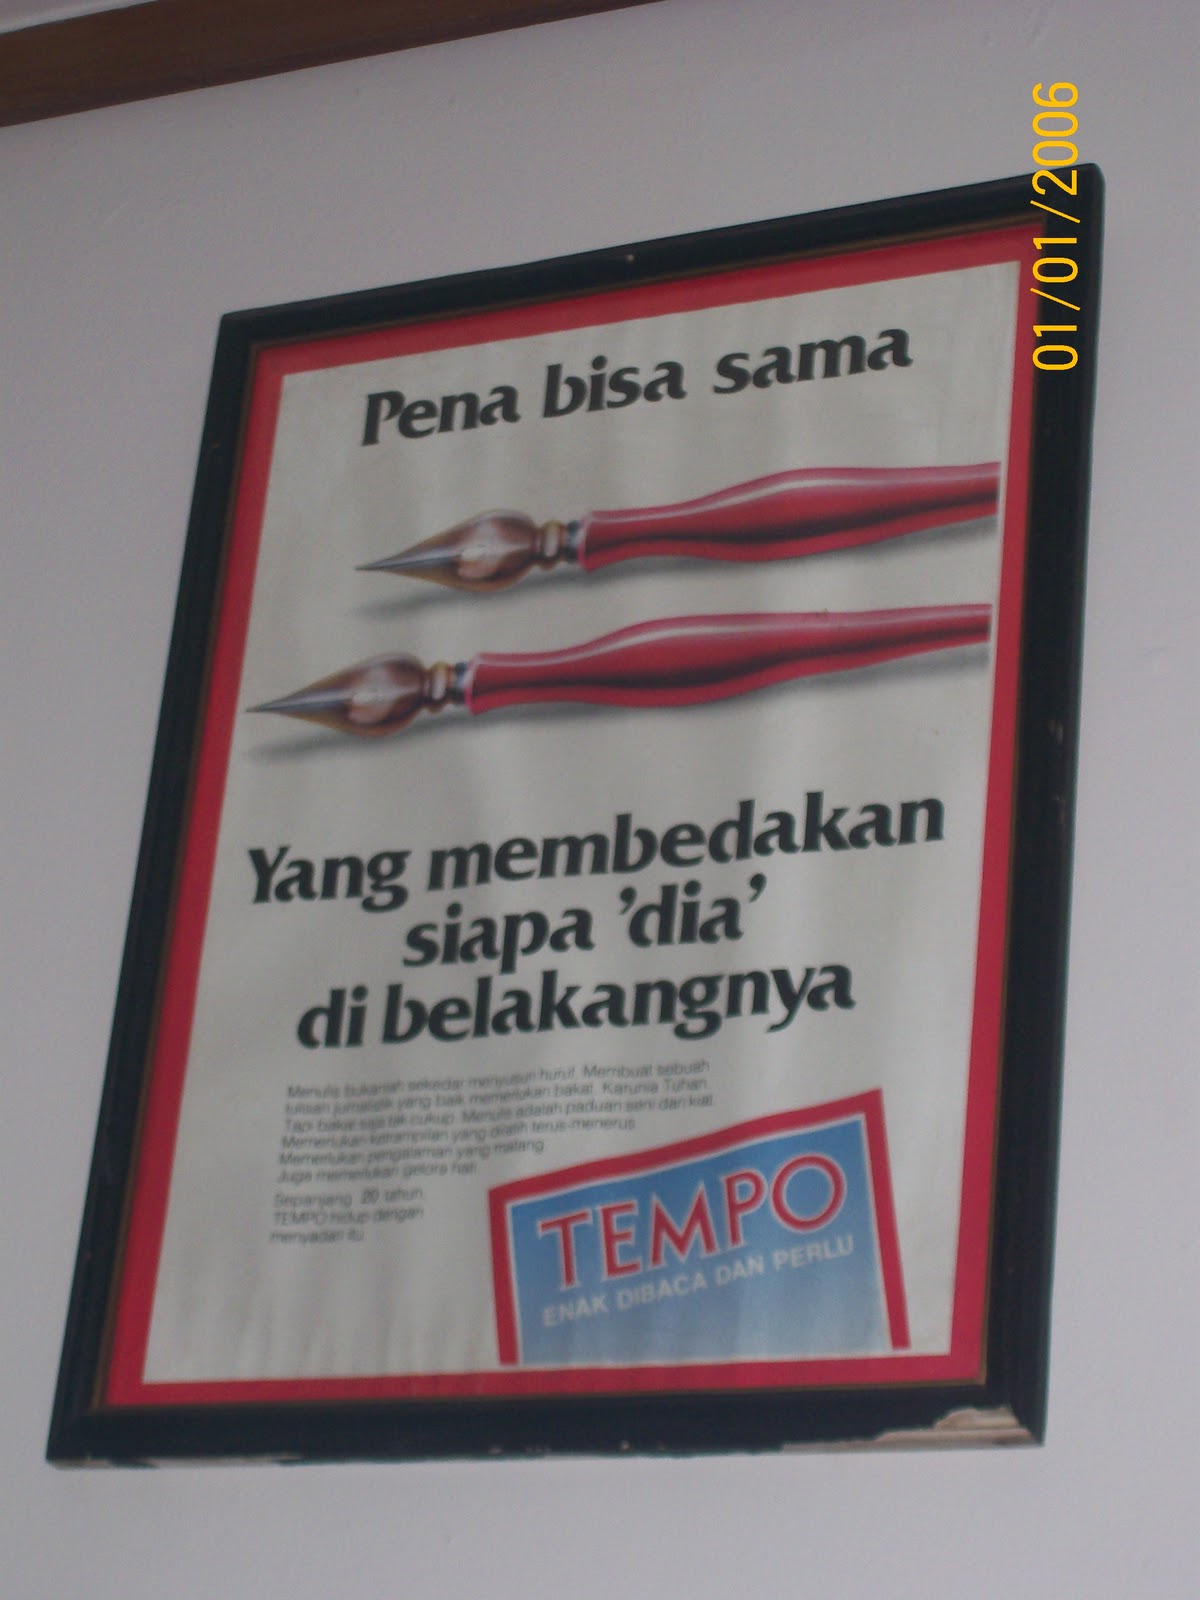 01/01/2006
Pena bisa sama
Yang membedakan
siapa 'dia'
di belakangnya
Menulis bukanlah sekedar menyusun huruf. Membuat sebuah
tulisan jurnalistik yang baik memerlukan bakat. Karunia Tuhan.
Tapi bakat saja tak cukup. Menulis adalah paduan seni dan kiat.
Memerlukan ketrampilan yang dilatih terus-menerus.
Memerlukan pengalaman yang matang.
Juga memerlukan gelora hati.
Sepanjang 20 tahun
TEMPO hidup dengan
menyadari itu.
TEMPO
ENAK DIBACA DAN PERLU